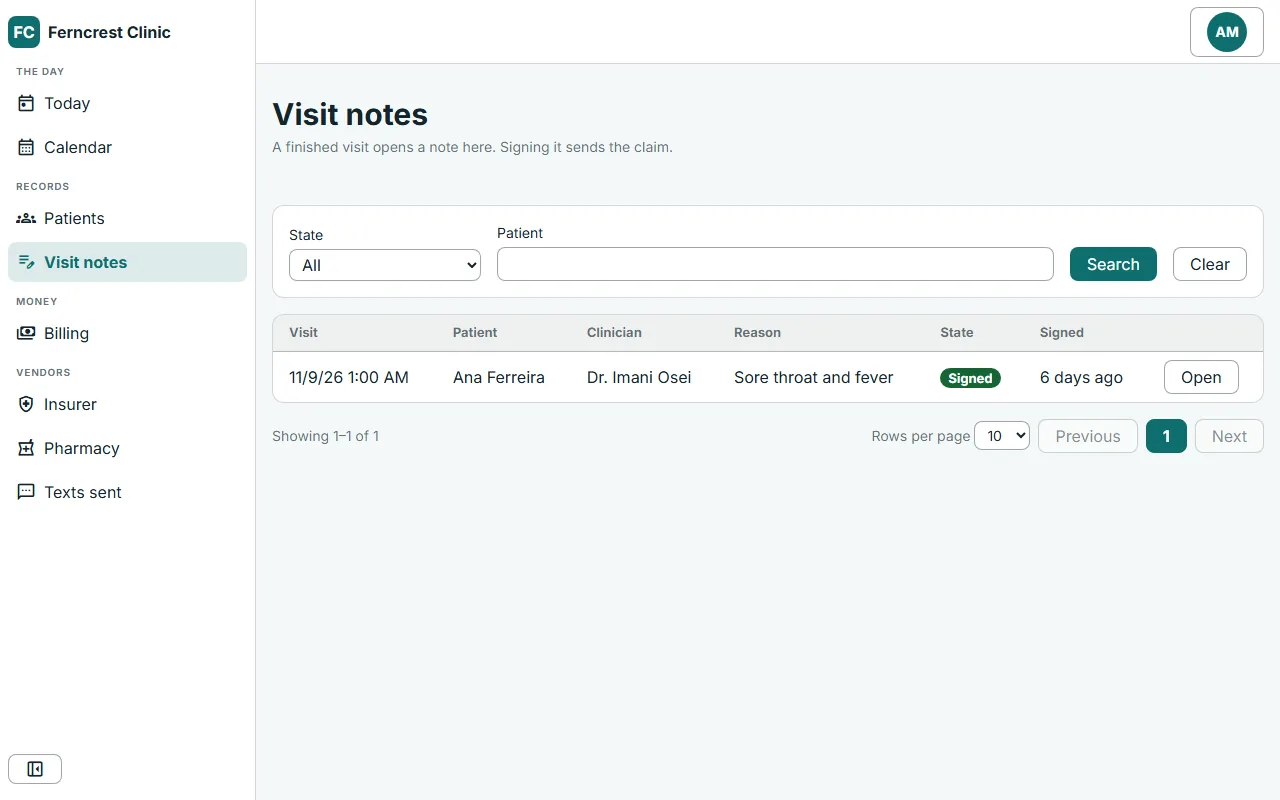 FC Ferncrest Clinic
THE DAY
Today
Calendar
RECORDS
Patients
Visit notes
MONEY
Billing
VENDORS
Insurer
Pharmacy
Texts sent
AM
Visit notes
A finished visit opens a note here. Signing it sends the claim.
State
Patient
All
Search
Clear
Visit Patient Clinician Reason State Signed
11/9/26 1:00 AM Ana Ferreira Dr. Imani Osei Sore throat and fever Signed 6 days ago Open
Showing 1–1 of 1
Rows per page 10 Previous 1 Next